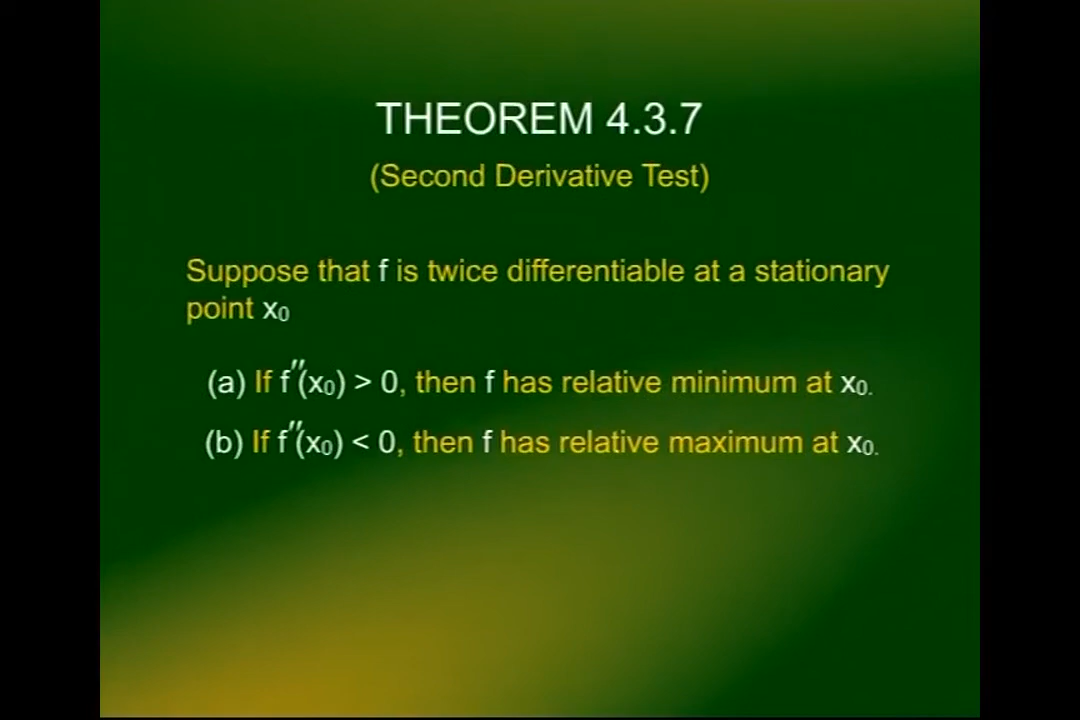 THEOREM 4.3.7
(Second Derivative Test)
Suppose that f is twice differentiable at a stationary
point x₀
(a) If f″(x₀) > 0, then f has relative minimum at x₀.
(b) If f″(x₀) < 0, then f has relative maximum at x₀.